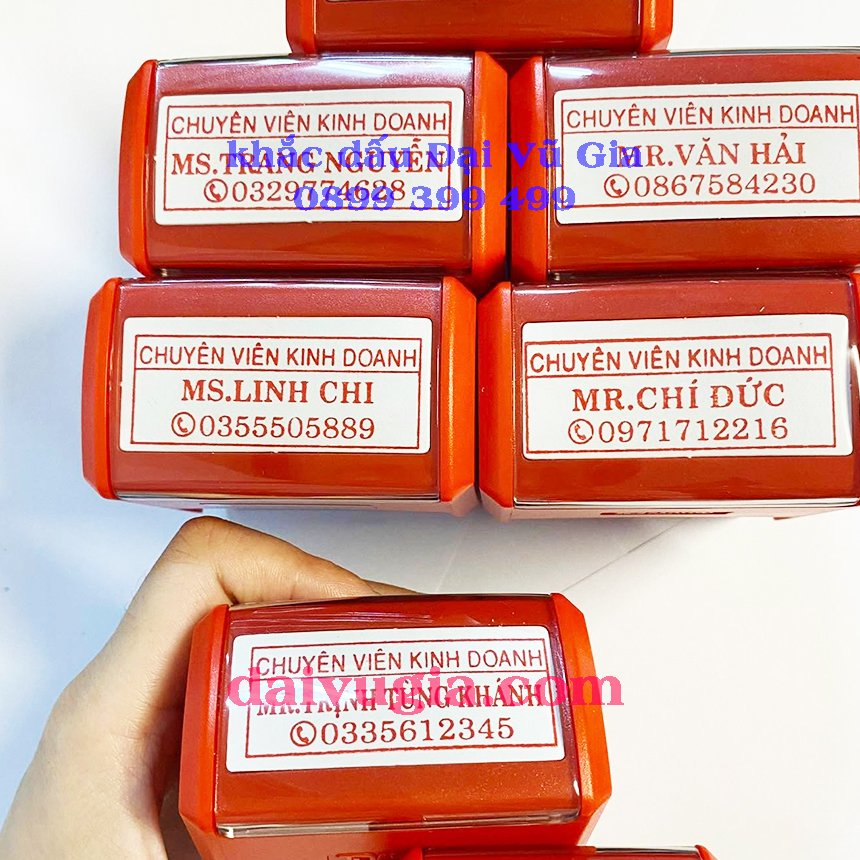 CHUYÊN VIÊN KINH DOANH
MS.TRANG NGUYỄN
0329774628
CHUYÊN VIÊN KINH DOANH
MR.VĂN HẢI
0867584230
khắc dấu Đại Vũ Gia
0899 399 499
CHUYÊN VIÊN KINH DOANH
MS.LINH CHI
0355505889
CHUYÊN VIÊN KINH DOANH
MR.CHÍ ĐỨC
0971712216
CHUYÊN VIÊN KINH DOANH
MR.TRỊNH TÙNG KHÁNH
0335612345
daivugia.com